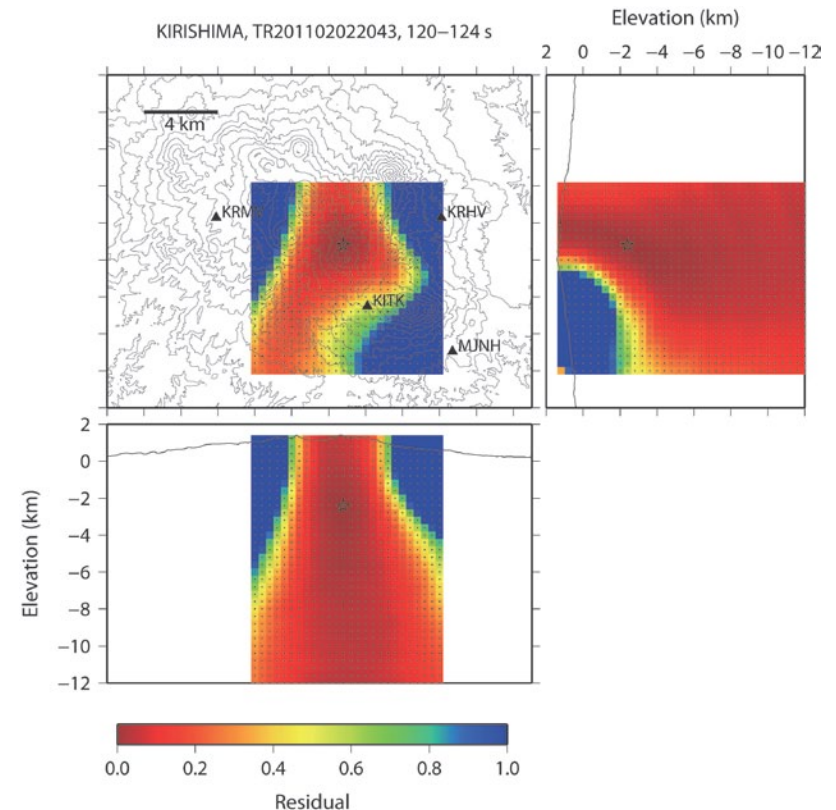 KIRISHIMA, TR201102022043, 120−124 s
Elevation (km)
2 0 −2 −4 −6 −8 −10 −12
4 km
KRHV
KITK
MJNH
2
0
−2
−4
−6
−8
−10
−12
Elevation (km)
0.0 0.2 0.4 0.6 0.8 1.0
Residual